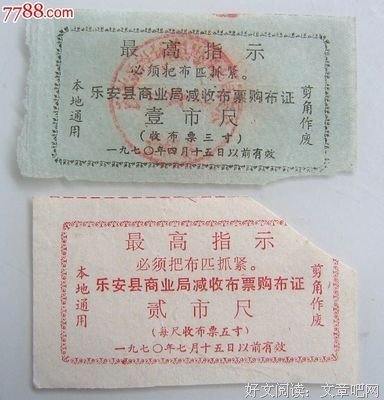 7788.com
最高指示
必须把布匹抓紧。
乐安县商业局减收布票购布证
壹市尺
(收布票三寸)
一九七〇年四月十五日以前有效
本地通用
剪角作废
最高指示
必须把布匹抓紧。
乐安县商业局减收布票购布证
贰市尺
(每尺收布票五寸)
一九七〇年七月十五日以前有效
本地通用
剪角作废
好文阅读：文章吧网